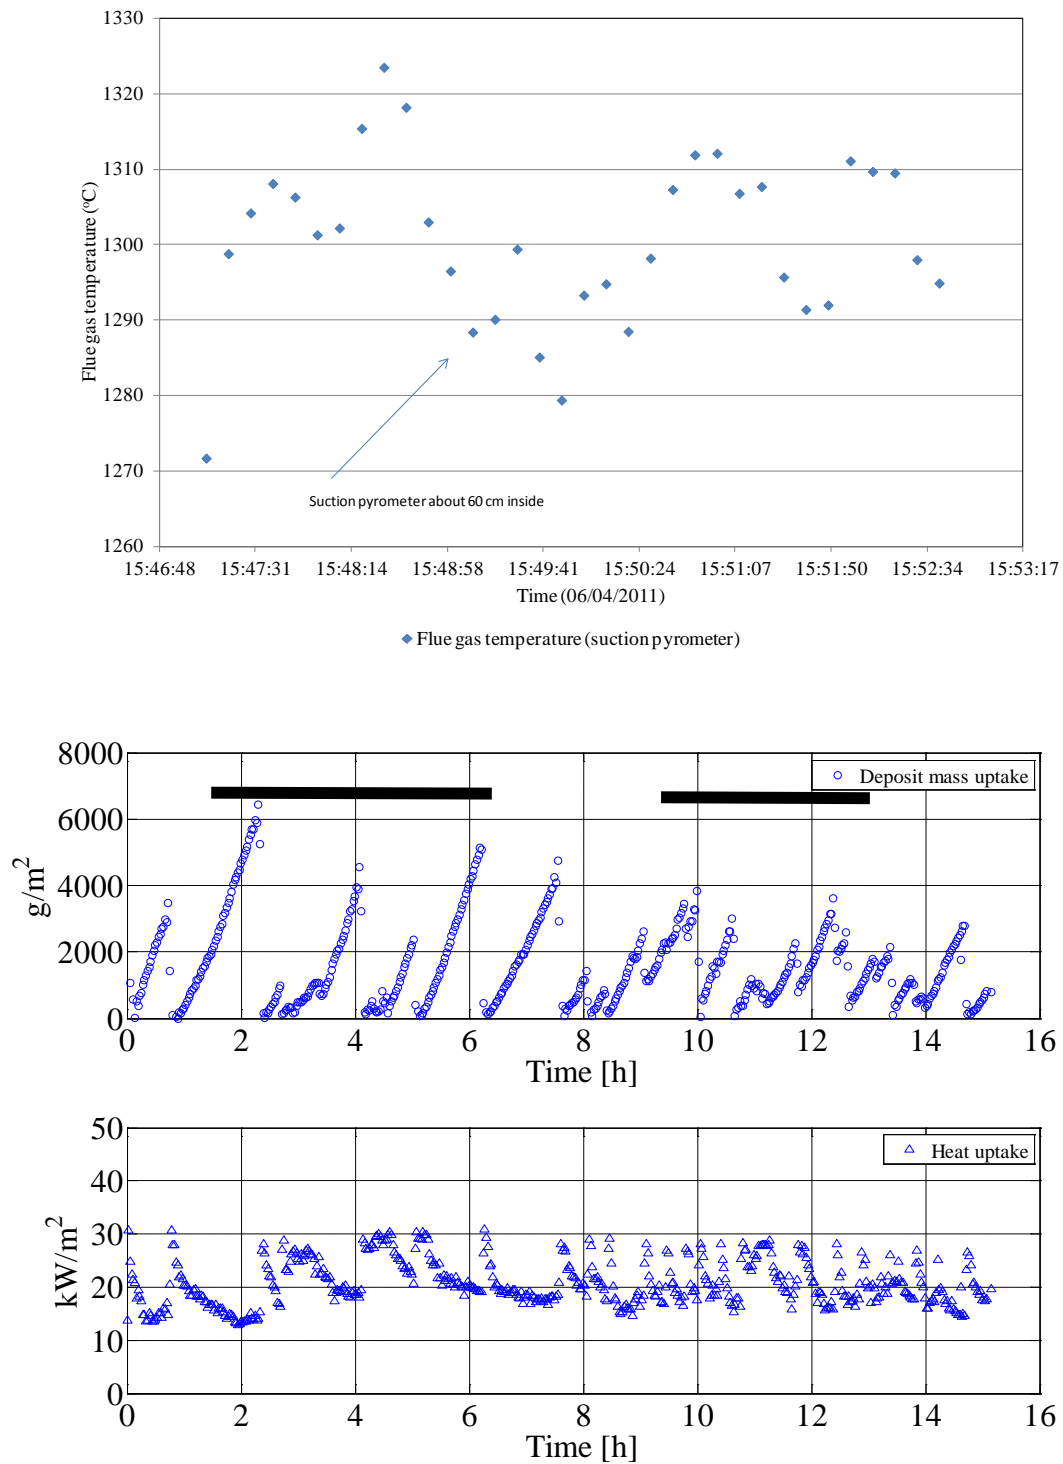 1330
1320
1310
1300
1290
1280
1270
1260
Flue gas temperature (°C)
Suction pyrometer about 60 cm inside
15:46:48 15:47:31 15:48:14 15:48:58 15:49:41 15:50:24 15:51:07 15:51:50 15:52:34 15:53:17
Time (06/04/2011)
Flue gas temperature (suction pyrometer)
8000
6000
4000
2000
0
g/m²
Deposit mass uptake
0 2 4 6 8 10 12 14 16
Time [h]
50
40
30
20
10
0
kW/m²
Heat uptake
0 2 4 6 8 10 12 14 16
Time [h]